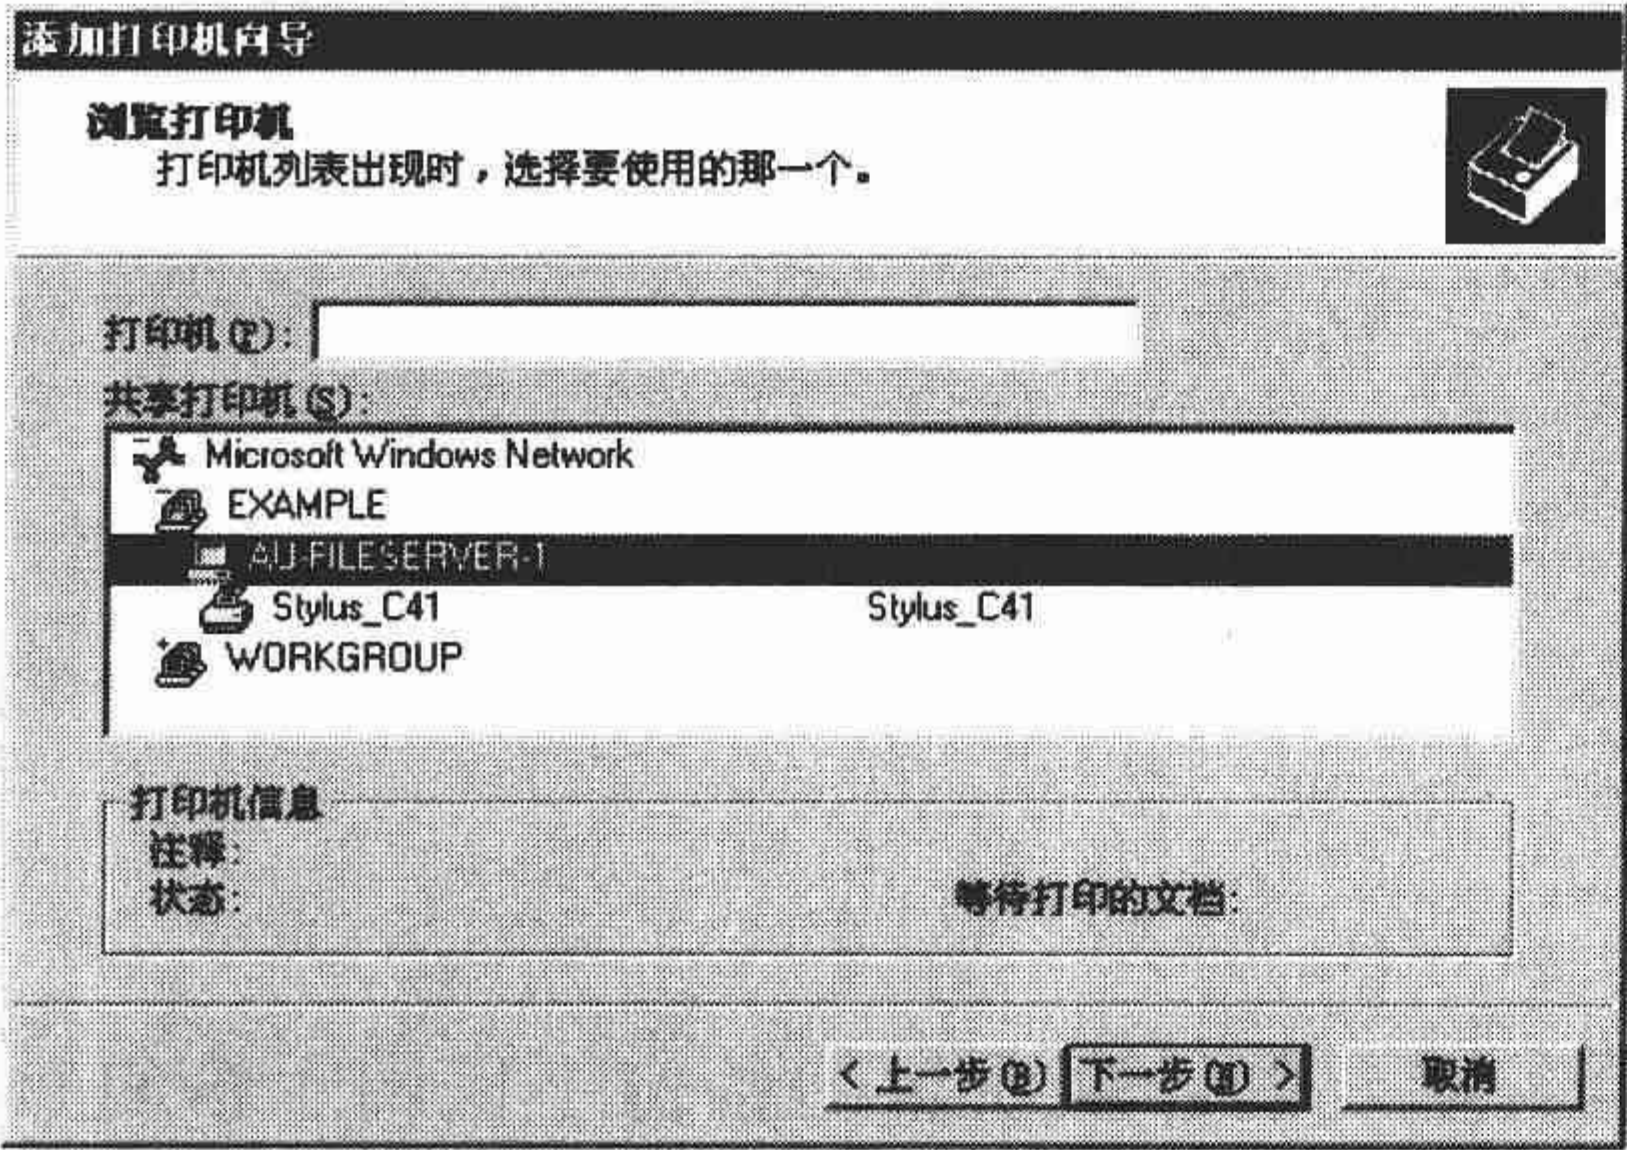 添加打印机向导
浏览打印机
打印机列表出现时，选择要使用的那一个。
打印机(P):
共享打印机(S):
Microsoft Windows Network
EXAMPLE
AU-FILESERVER-1
Stylus_C41 Stylus_C41
WORKGROUP
打印机信息
注释:
状态: 等待打印的文档:
< 上一步(B) 下一步(N) > 取消